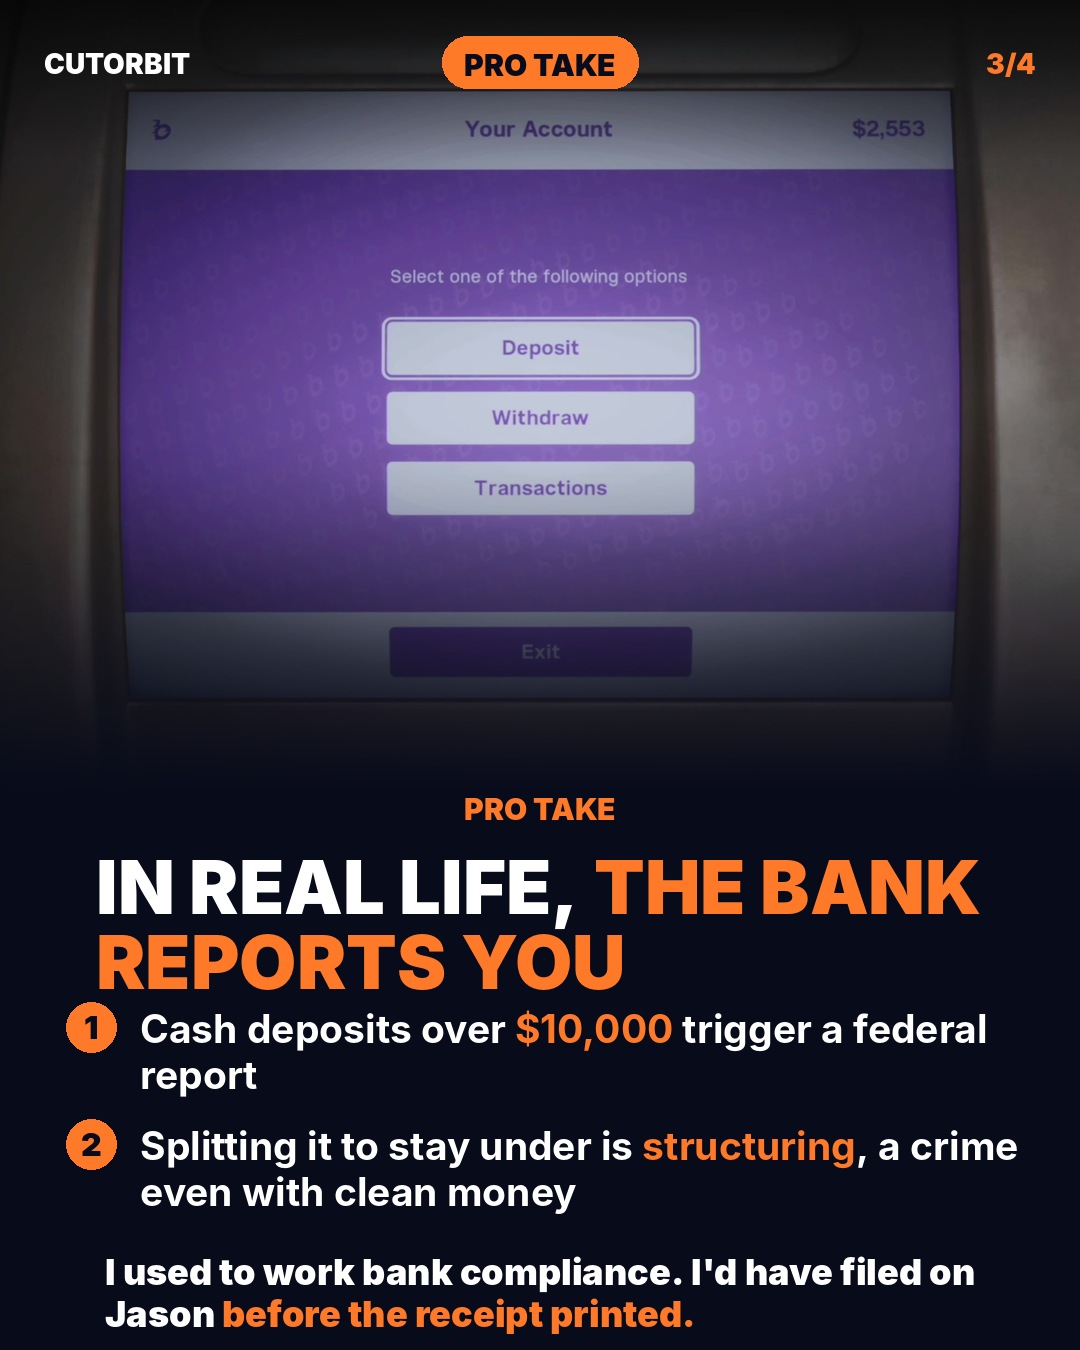 CUTORBIT
PRO TAKE
3/4
Your Account
$2,553
Select one of the following options
Deposit
Withdraw
Transactions
Exit
PRO TAKE
IN REAL LIFE, THE BANK
REPORTS YOU
1 Cash deposits over $10,000 trigger a federal
report
2 Splitting it to stay under is structuring, a crime
even with clean money
I used to work bank compliance. I'd have filed on
Jason before the receipt printed.